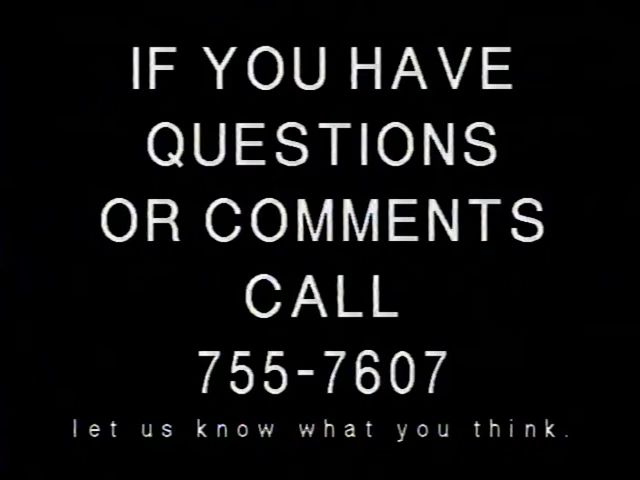 IF YOU HAVE
QUESTIONS
OR COMMENTS
CALL
755-7607
let us know what you think.